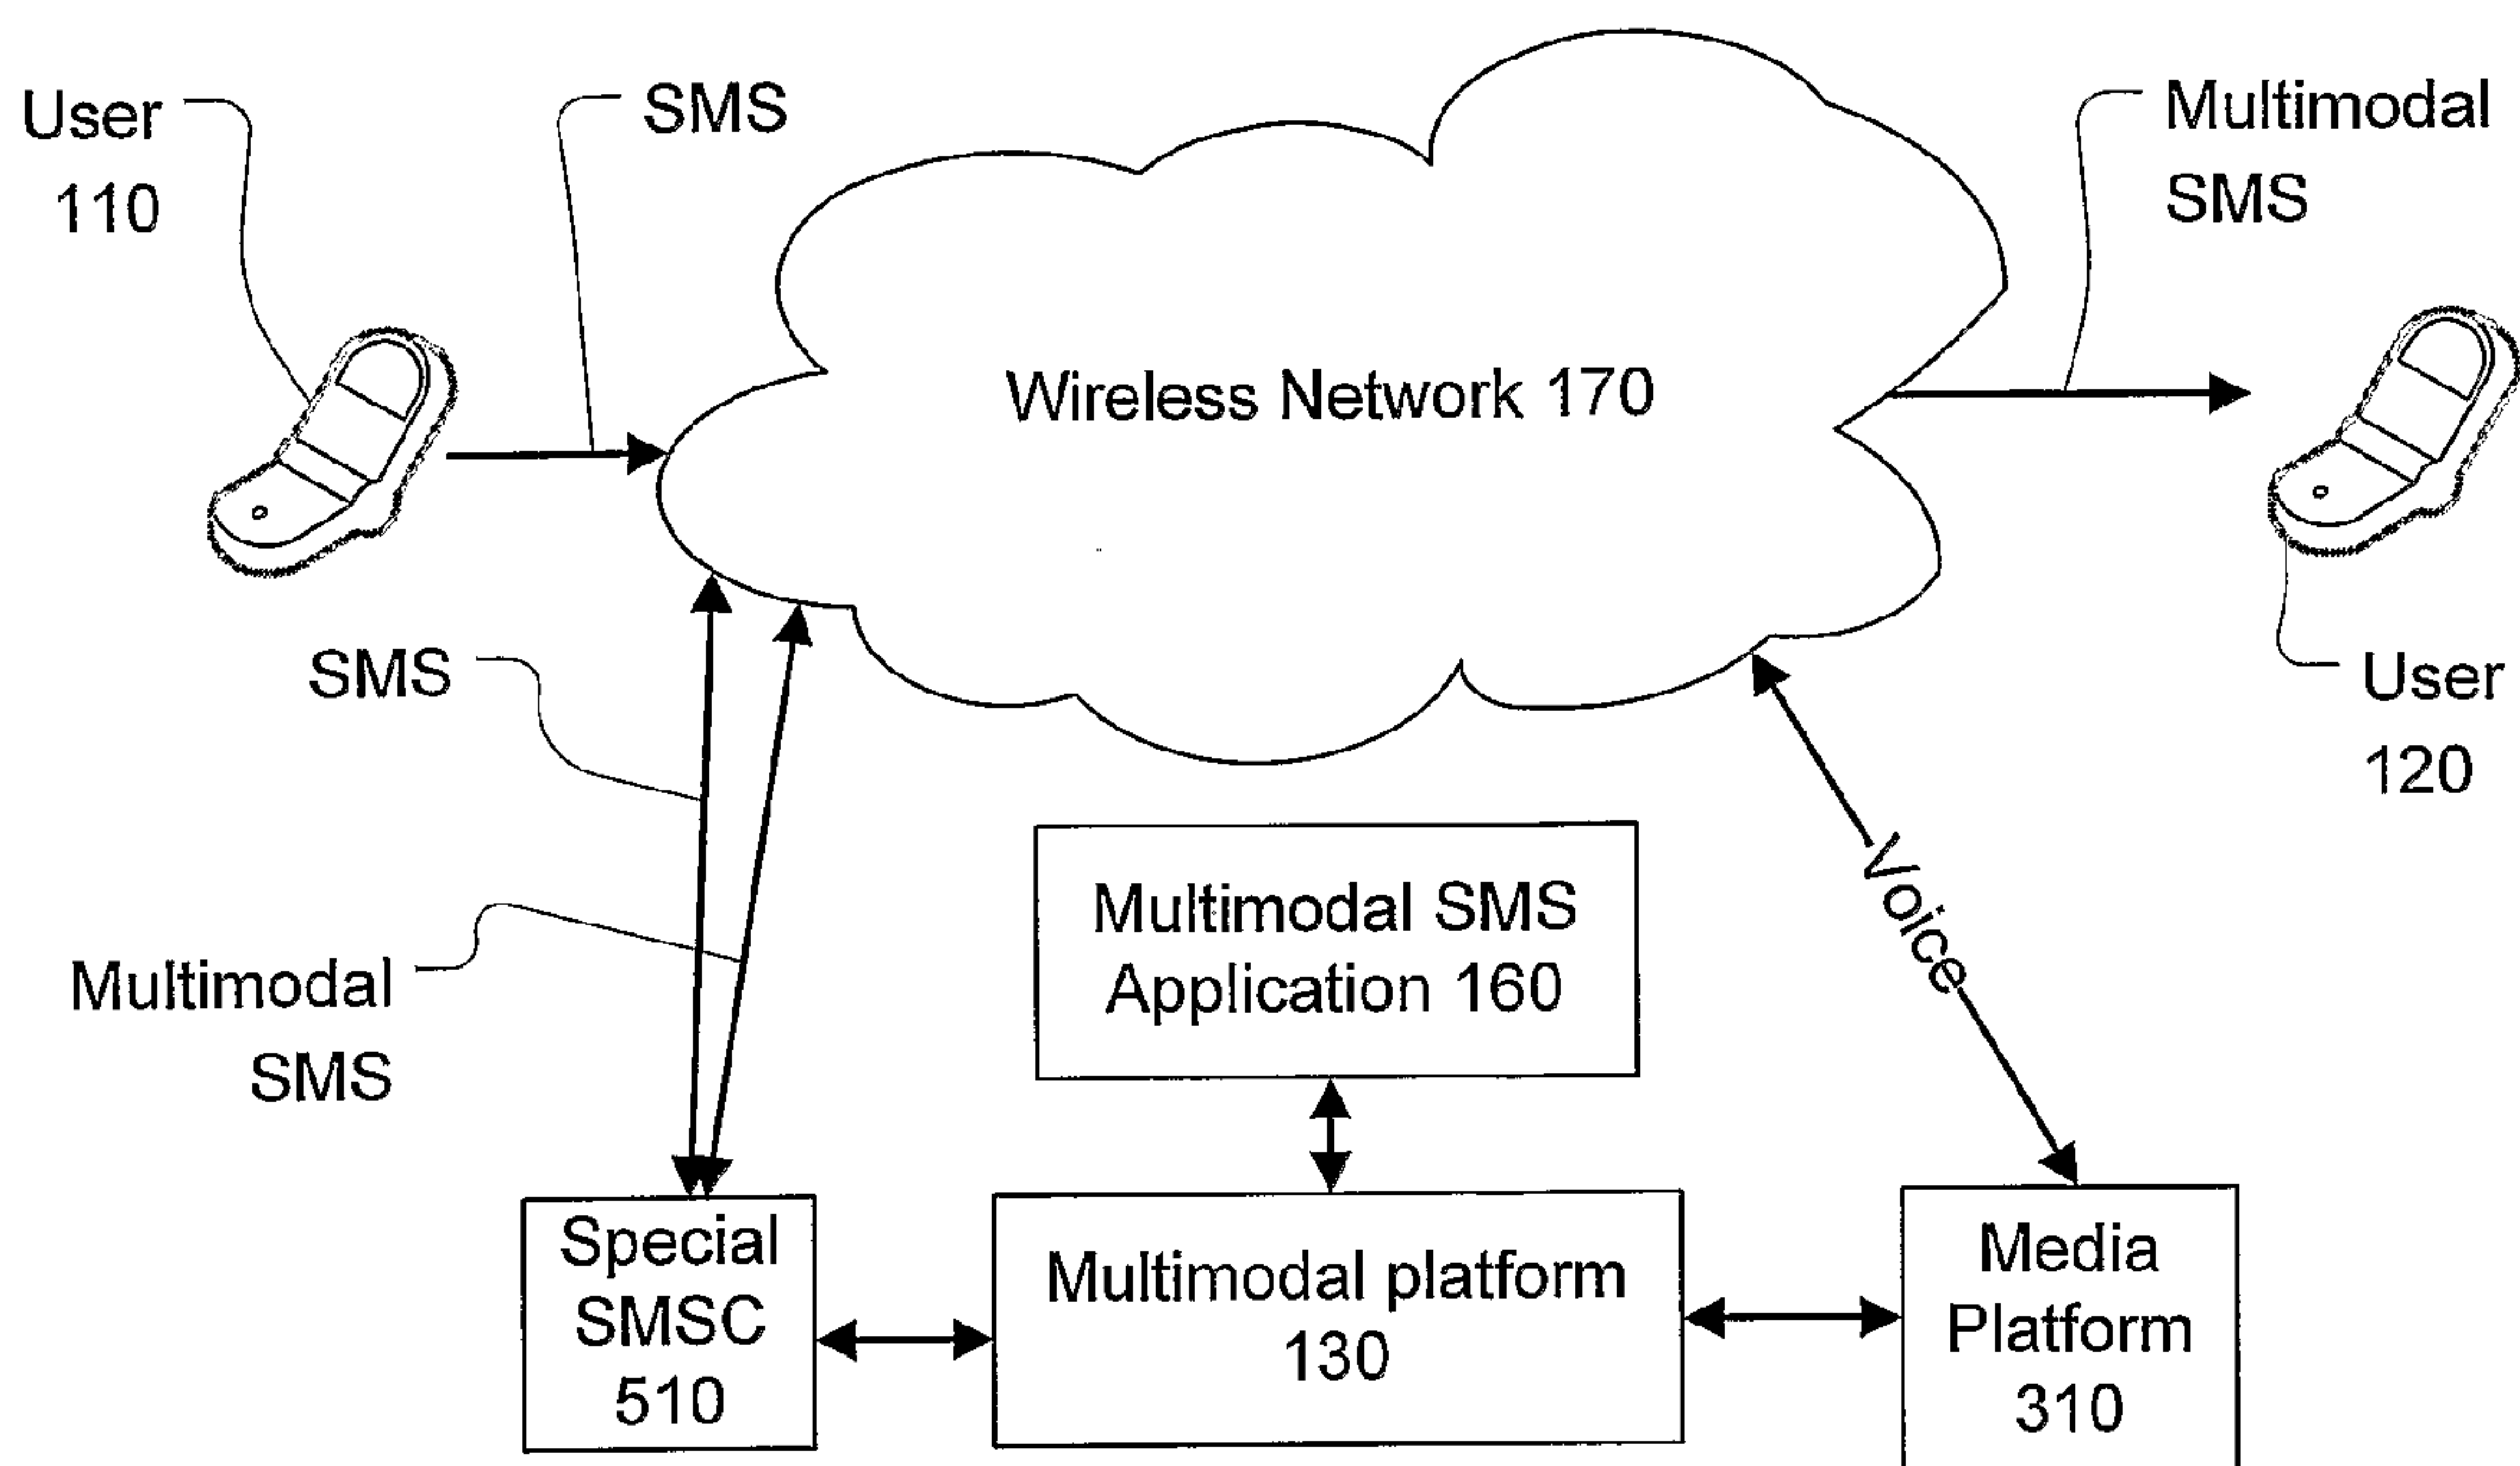 User
110
SMS
Multimodal
SMS
Wireless Network 170
SMS
User
120
Multimodal
SMS
Multimodal SMS
Application 160
Voice
Special
SMSC
510
Multimodal platform
130
Media
Platform
310